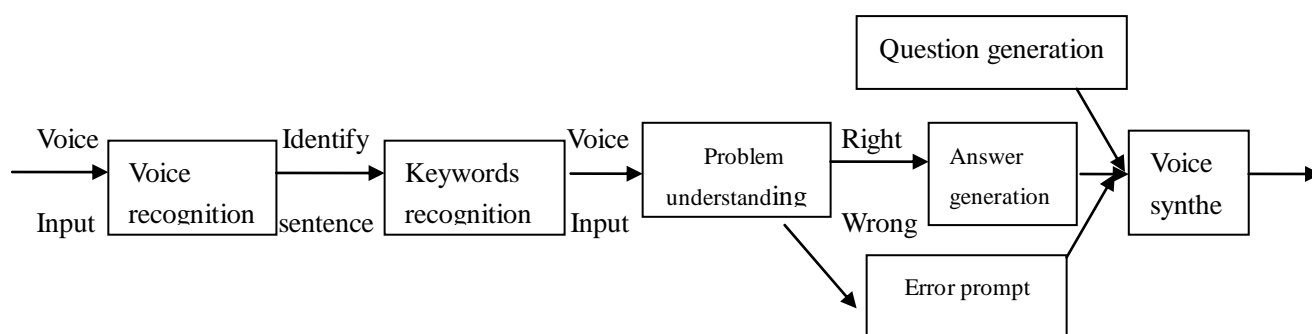 Question generation
Voice
Input
Voice
recognition
Identify
sentence
Keywords
recognition
Voice
Input
Problem
understanding
Right
Wrong
Answer
generation
Error prompt
Voice
synthe